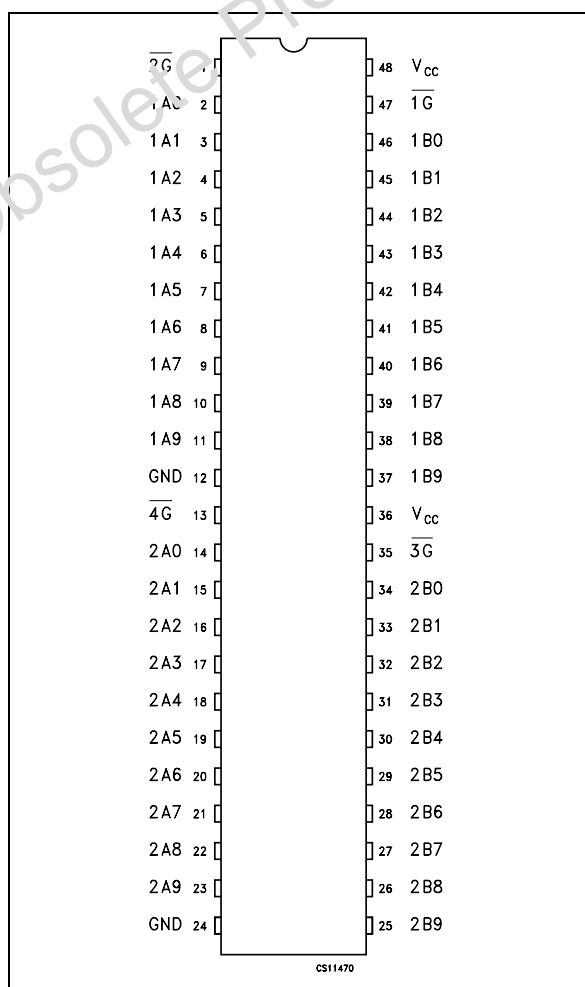 Obsolete Pro
2G̅ 1 48 VCC
1A0 2 47 1G̅
1A1 3 46 1B0
1A2 4 45 1B1
1A3 5 44 1B2
1A4 6 43 1B3
1A5 7 42 1B4
1A6 8 41 1B5
1A7 9 40 1B6
1A8 10 39 1B7
1A9 11 38 1B8
GND 12 37 1B9
4G̅ 13 36 VCC
2A0 14 35 3G̅
2A1 15 34 2B0
2A2 16 33 2B1
2A3 17 32 2B2
2A4 18 31 2B3
2A5 19 30 2B4
2A6 20 29 2B5
2A7 21 28 2B6
2A8 22 27 2B7
2A9 23 26 2B8
GND 24 25 2B9
CS11470